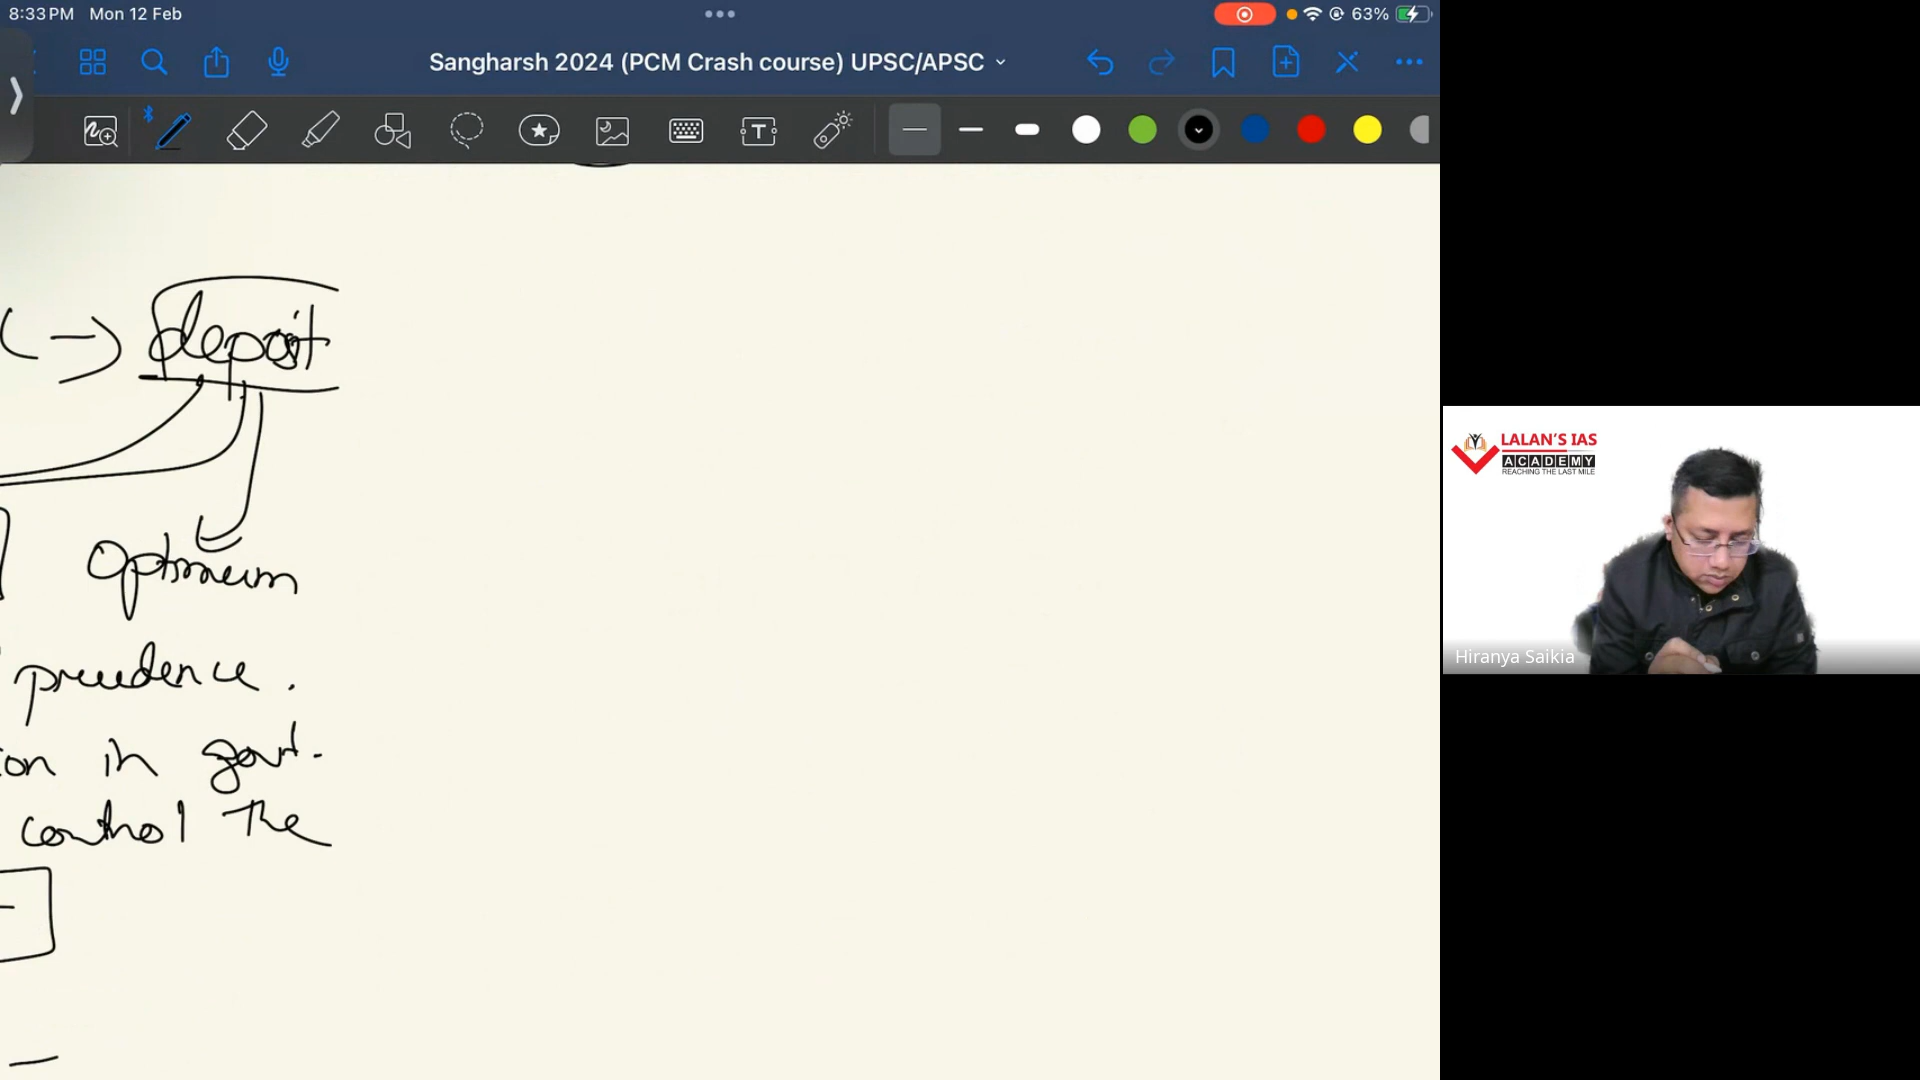 8:33 PM Mon 12 Feb
63%
Sangharsh 2024 (PCM Crash course) UPSC/APSC
T
deposit
optimum
prudence.
on in govt.
control the
LALAN'S IAS
ACADEMY
REACHING THE LAST MILE
Hiranya Saikia